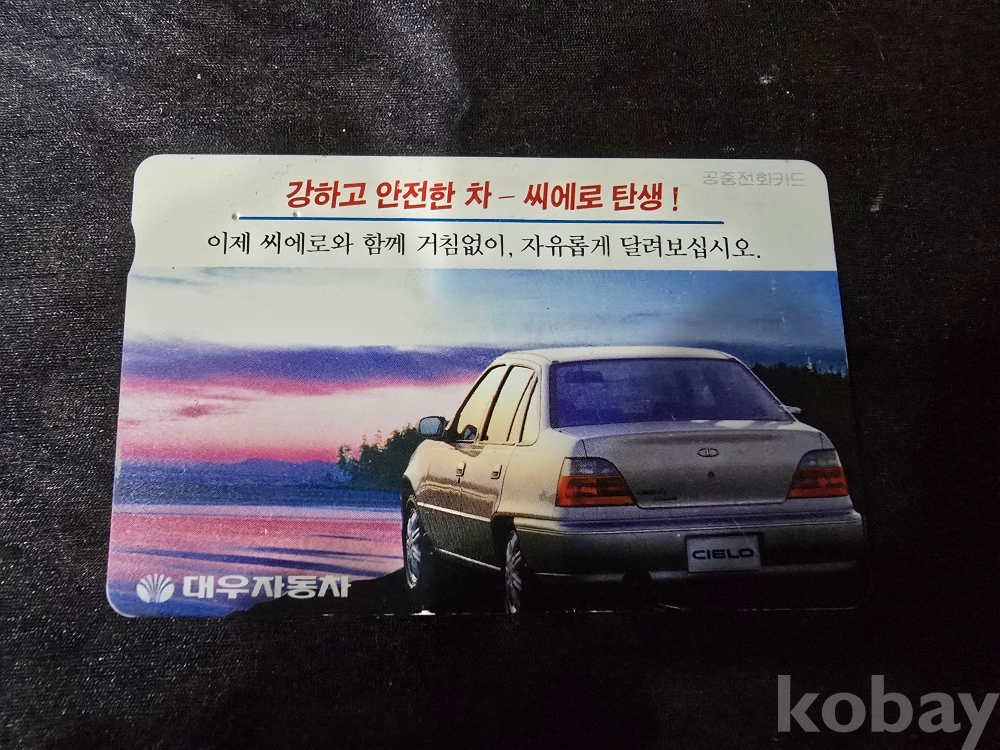 공중전화카드
강하고 안전한 차 – 씨에로 탄생!
이제 씨에로와 함께 거침없이, 자유롭게 달려보십시오.
CIELO
대우자동차
kobay